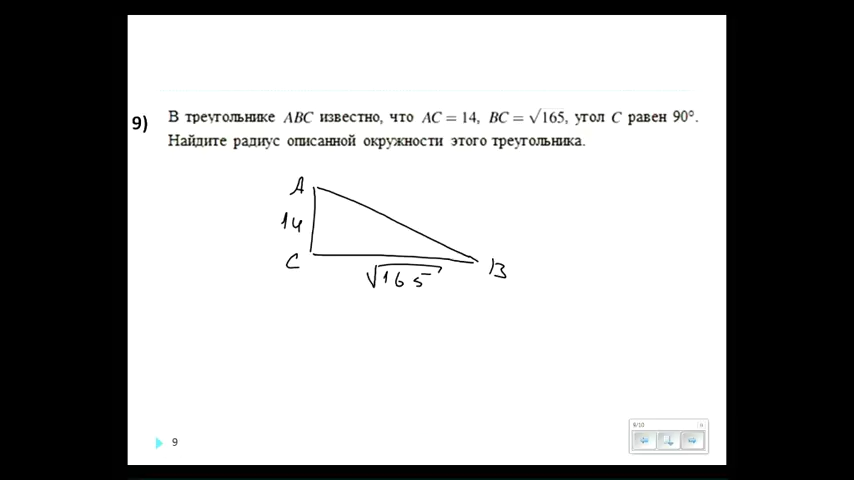 9)
В треугольнике ABC известно, что AC = 14, BC = √165, угол C равен 90°.
Найдите радиус описанной окружности этого треугольника.
A
14
C
√165
B
9
9/10